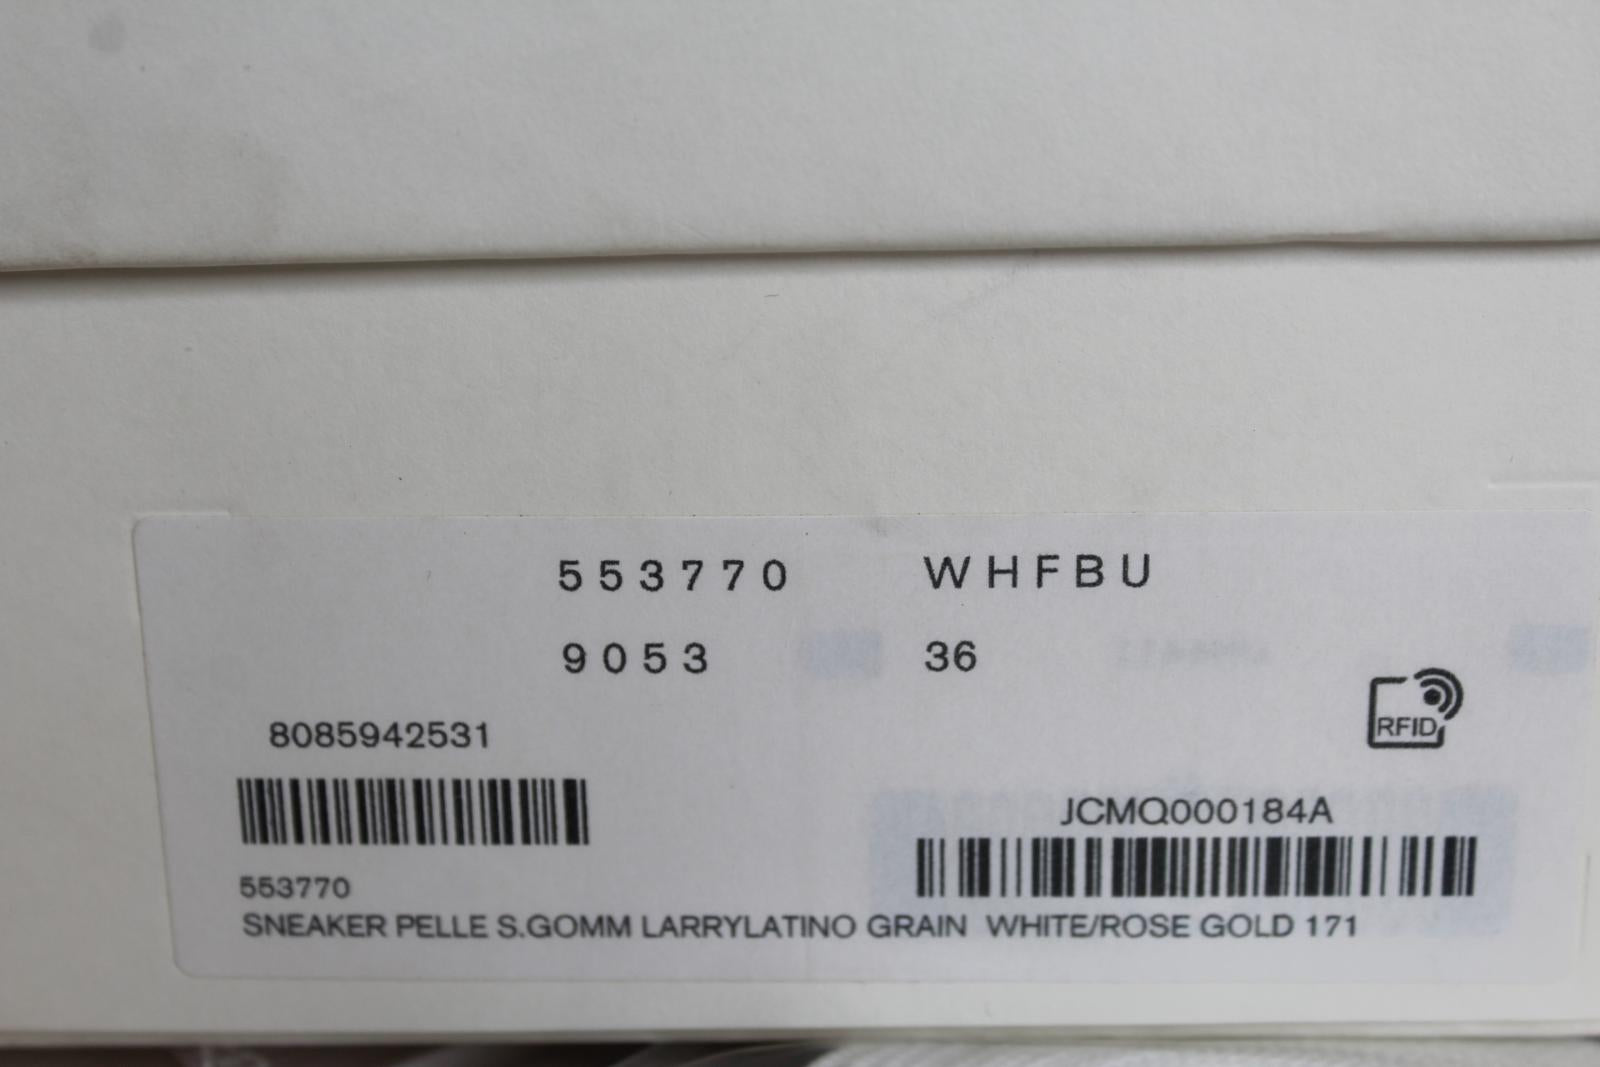 553770 WHFBU
9053 36
8085942531
RFID
JCMQ000184A
553770
SNEAKER PELLE S.GOMM LARRYLATINO GRAIN WHITE/ROSE GOLD 171